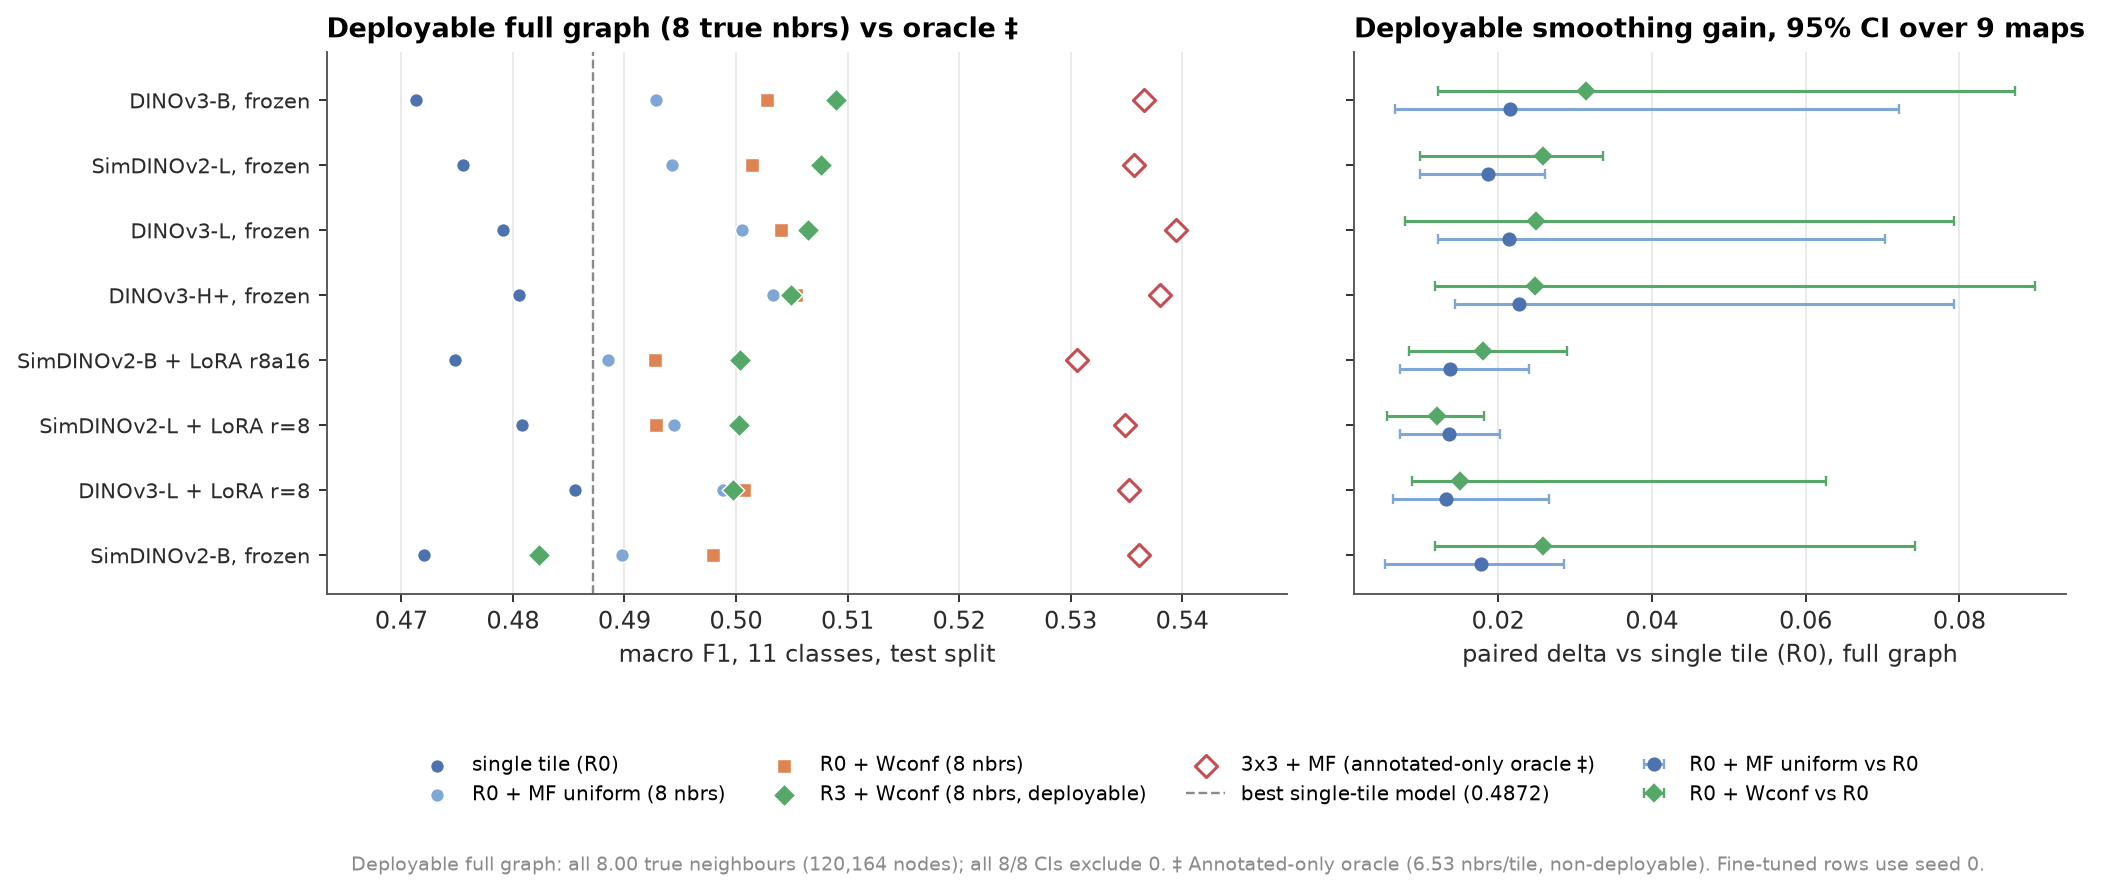 Deployable full graph (8 true nbrs) vs oracle ‡
Deployable smoothing gain, 95% CI over 9 maps
DINOv3-B, frozen
SimDINOv2-L, frozen
DINOv3-L, frozen
DINOv3-H+, frozen
SimDINOv2-B + LoRA r8a16
SimDINOv2-L + LoRA r=8
DINOv3-L + LoRA r=8
SimDINOv2-B, frozen
0.47 0.48 0.49 0.50 0.51 0.52 0.53 0.54
macro F1, 11 classes, test split
0.02 0.04 0.06 0.08
paired delta vs single tile (R0), full graph
single tile (R0)
R0 + MF uniform (8 nbrs)
R0 + Wconf (8 nbrs)
R3 + Wconf (8 nbrs, deployable)
3x3 + MF (annotated-only oracle ‡)
best single-tile model (0.4872)
R0 + MF uniform vs R0
R0 + Wconf vs R0
Deployable full graph: all 8.00 true neighbours (120,164 nodes); all 8/8 CIs exclude 0. ‡ Annotated-only oracle (6.53 nbrs/tile, non-deployable). Fine-tuned rows use seed 0.